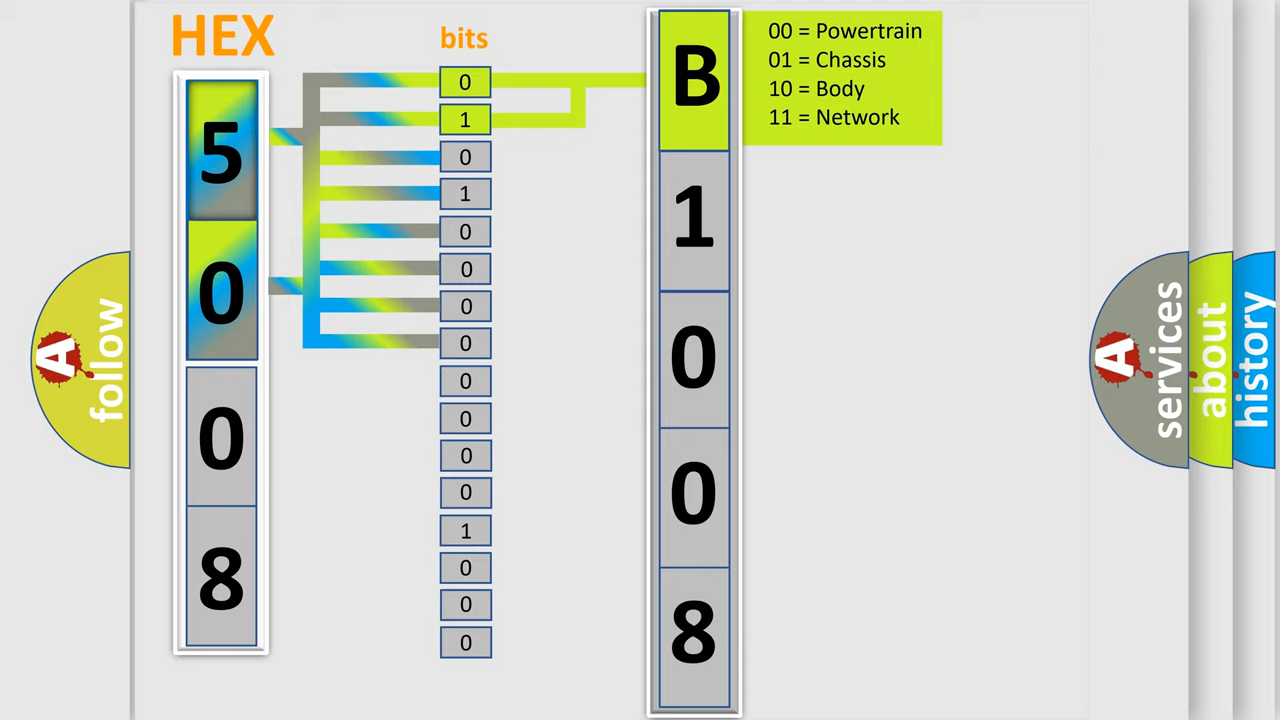 HEX
bits
5
0
0
8
0
1
0
1
0
0
0
0
0
0
0
0
1
0
0
0
B
1
0
0
8
00 = Powertrain
01 = Chassis
10 = Body
11 = Network
A
follow
A
services
about
history